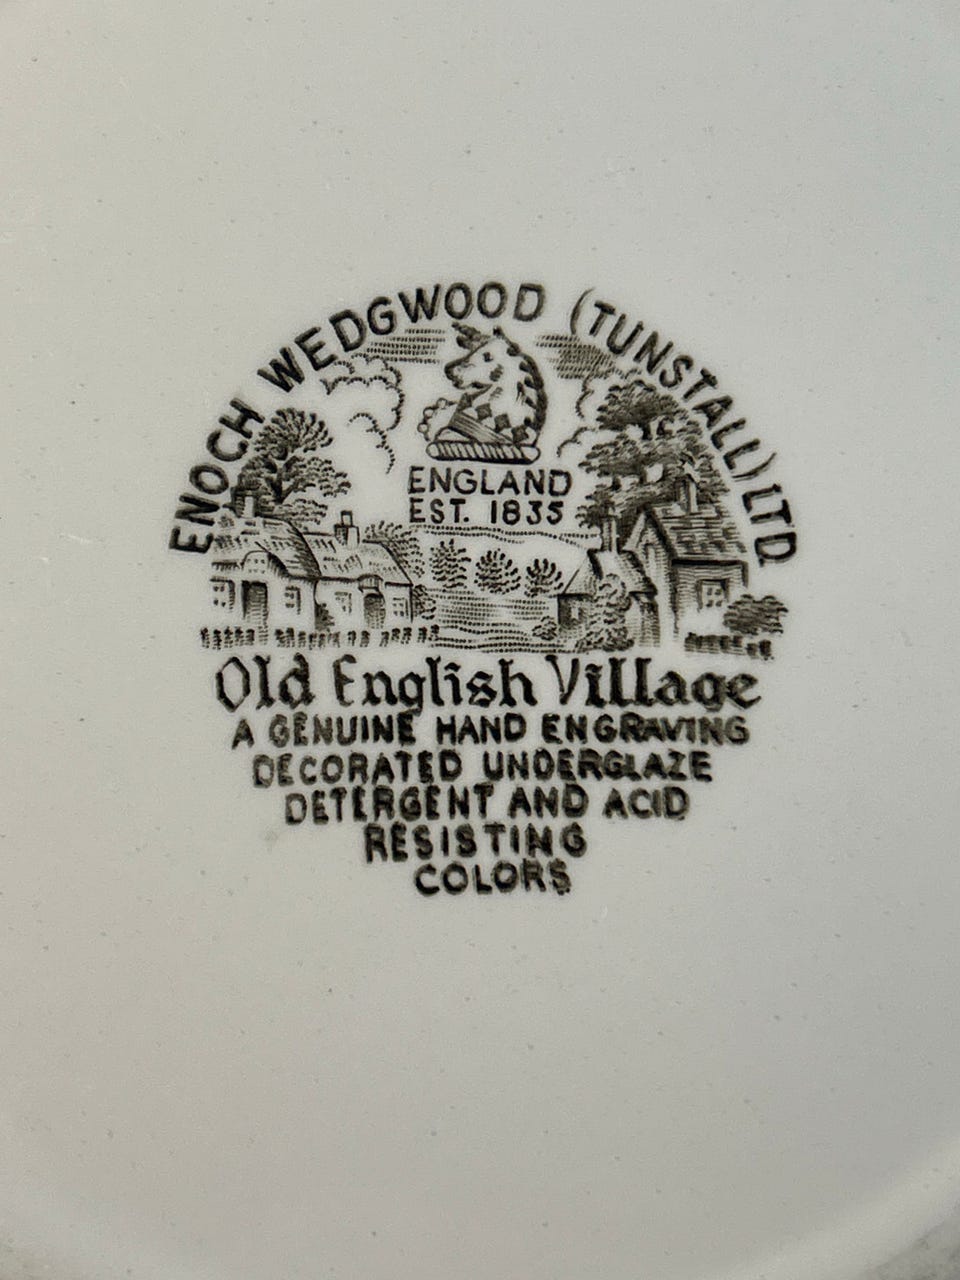 ENOCH WEDGWOOD (TUNSTALL) LTD
ENGLAND
EST. 1835
Old English Village
A GENUINE HAND ENGRAVING
DECORATED UNDERGLAZE
DETERGENT AND ACID
RESISTING
COLORS